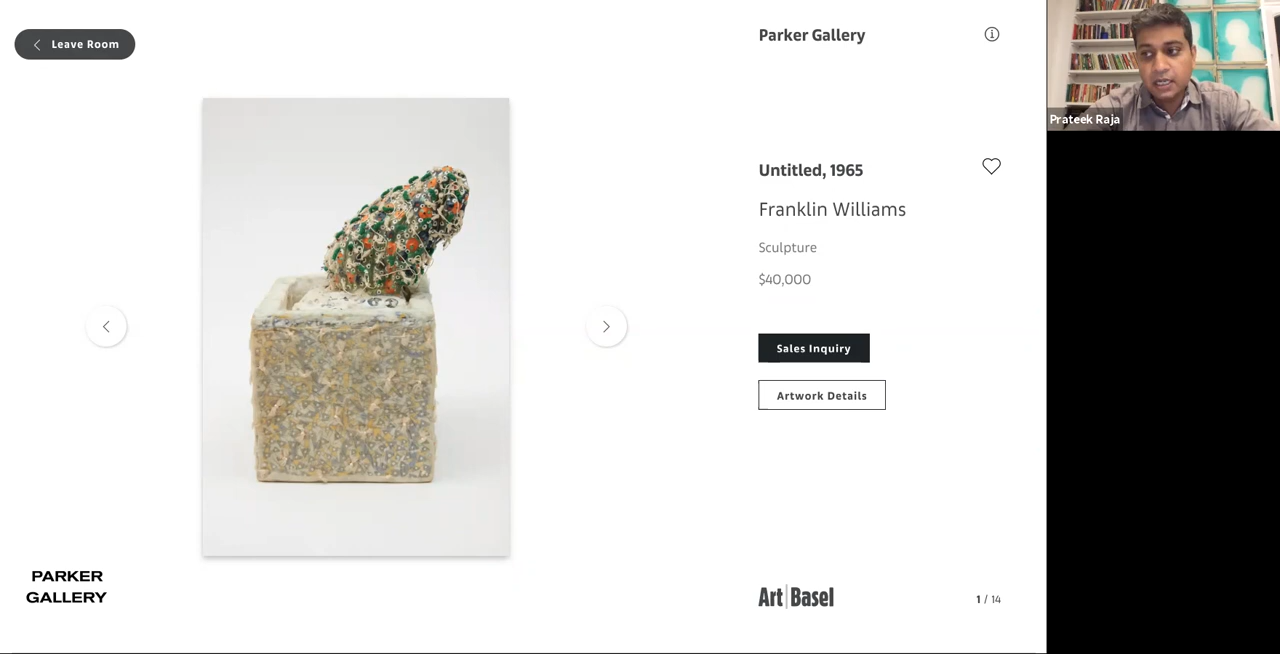 Leave Room
Parker Gallery
Prateek Raja
Untitled, 1965
Franklin Williams
Sculpture
$40,000
Sales Inquiry
Artwork Details
PARKER
GALLERY
Art Basel
1 / 14